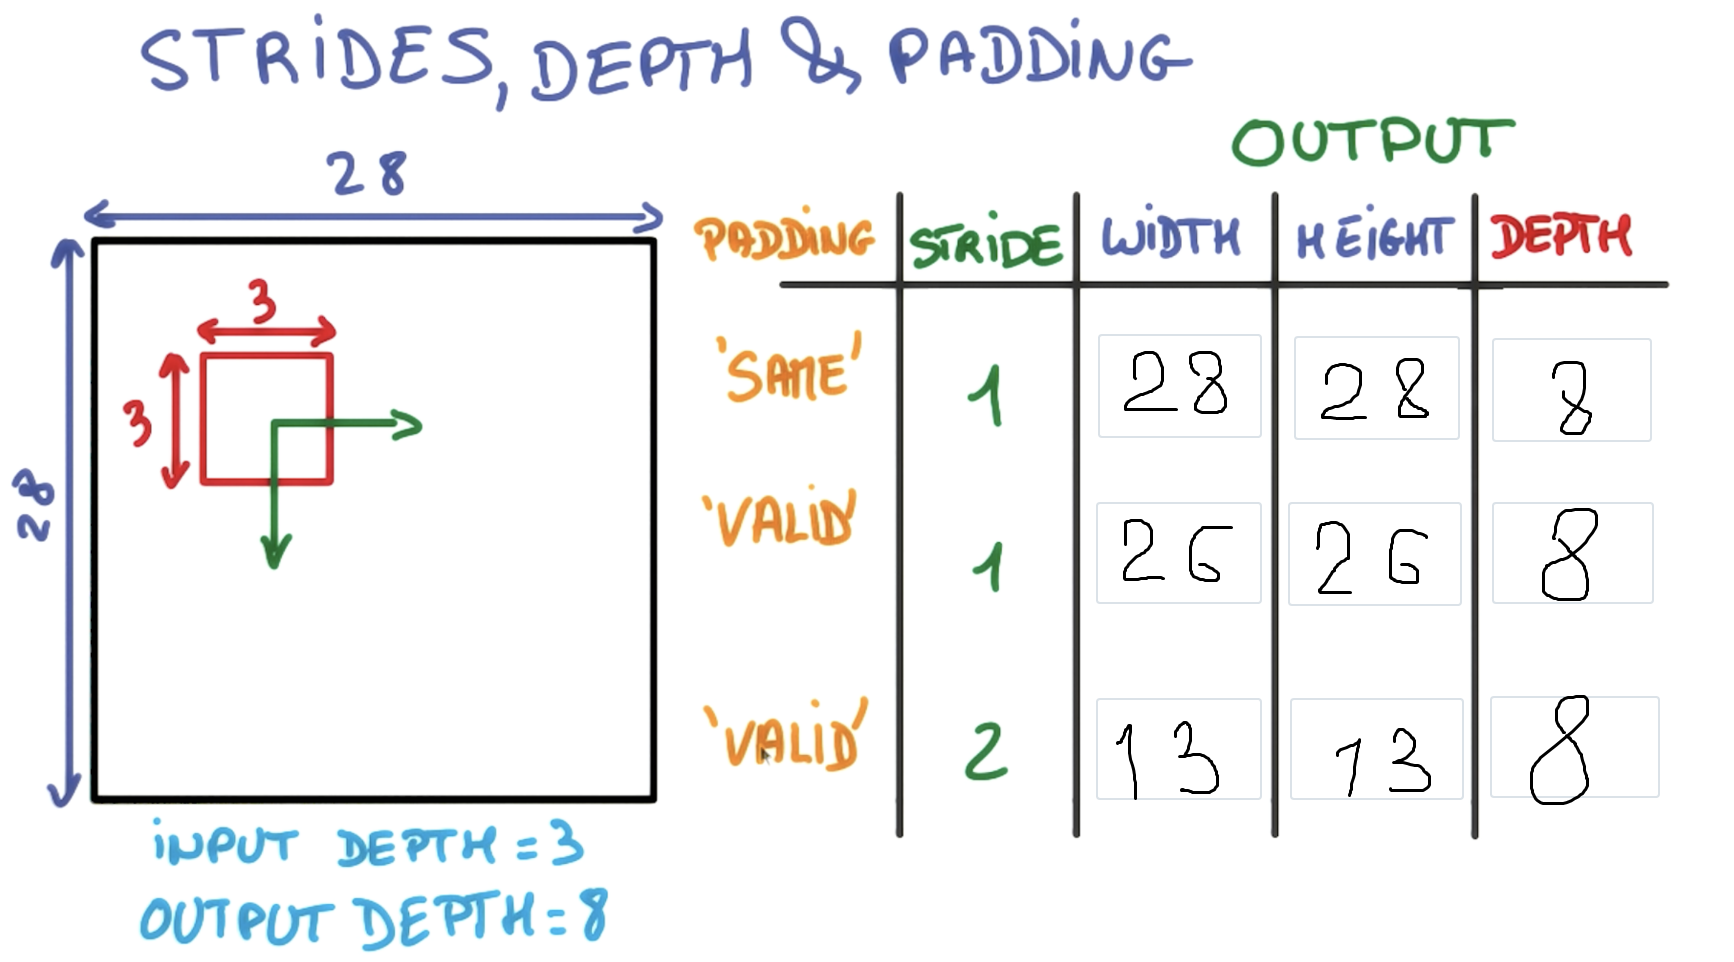 STRIDES, DEPTH & PADDING
OUTPUT
28
PADDING STRIDE WIDTH HEIGHT DEPTH
28
3
3
'SAME' 1 28 28 8
'VALID' 1 26 26 8
'VALID' 2 13 13 8
INPUT DEPTH = 3
OUTPUT DEPTH = 8